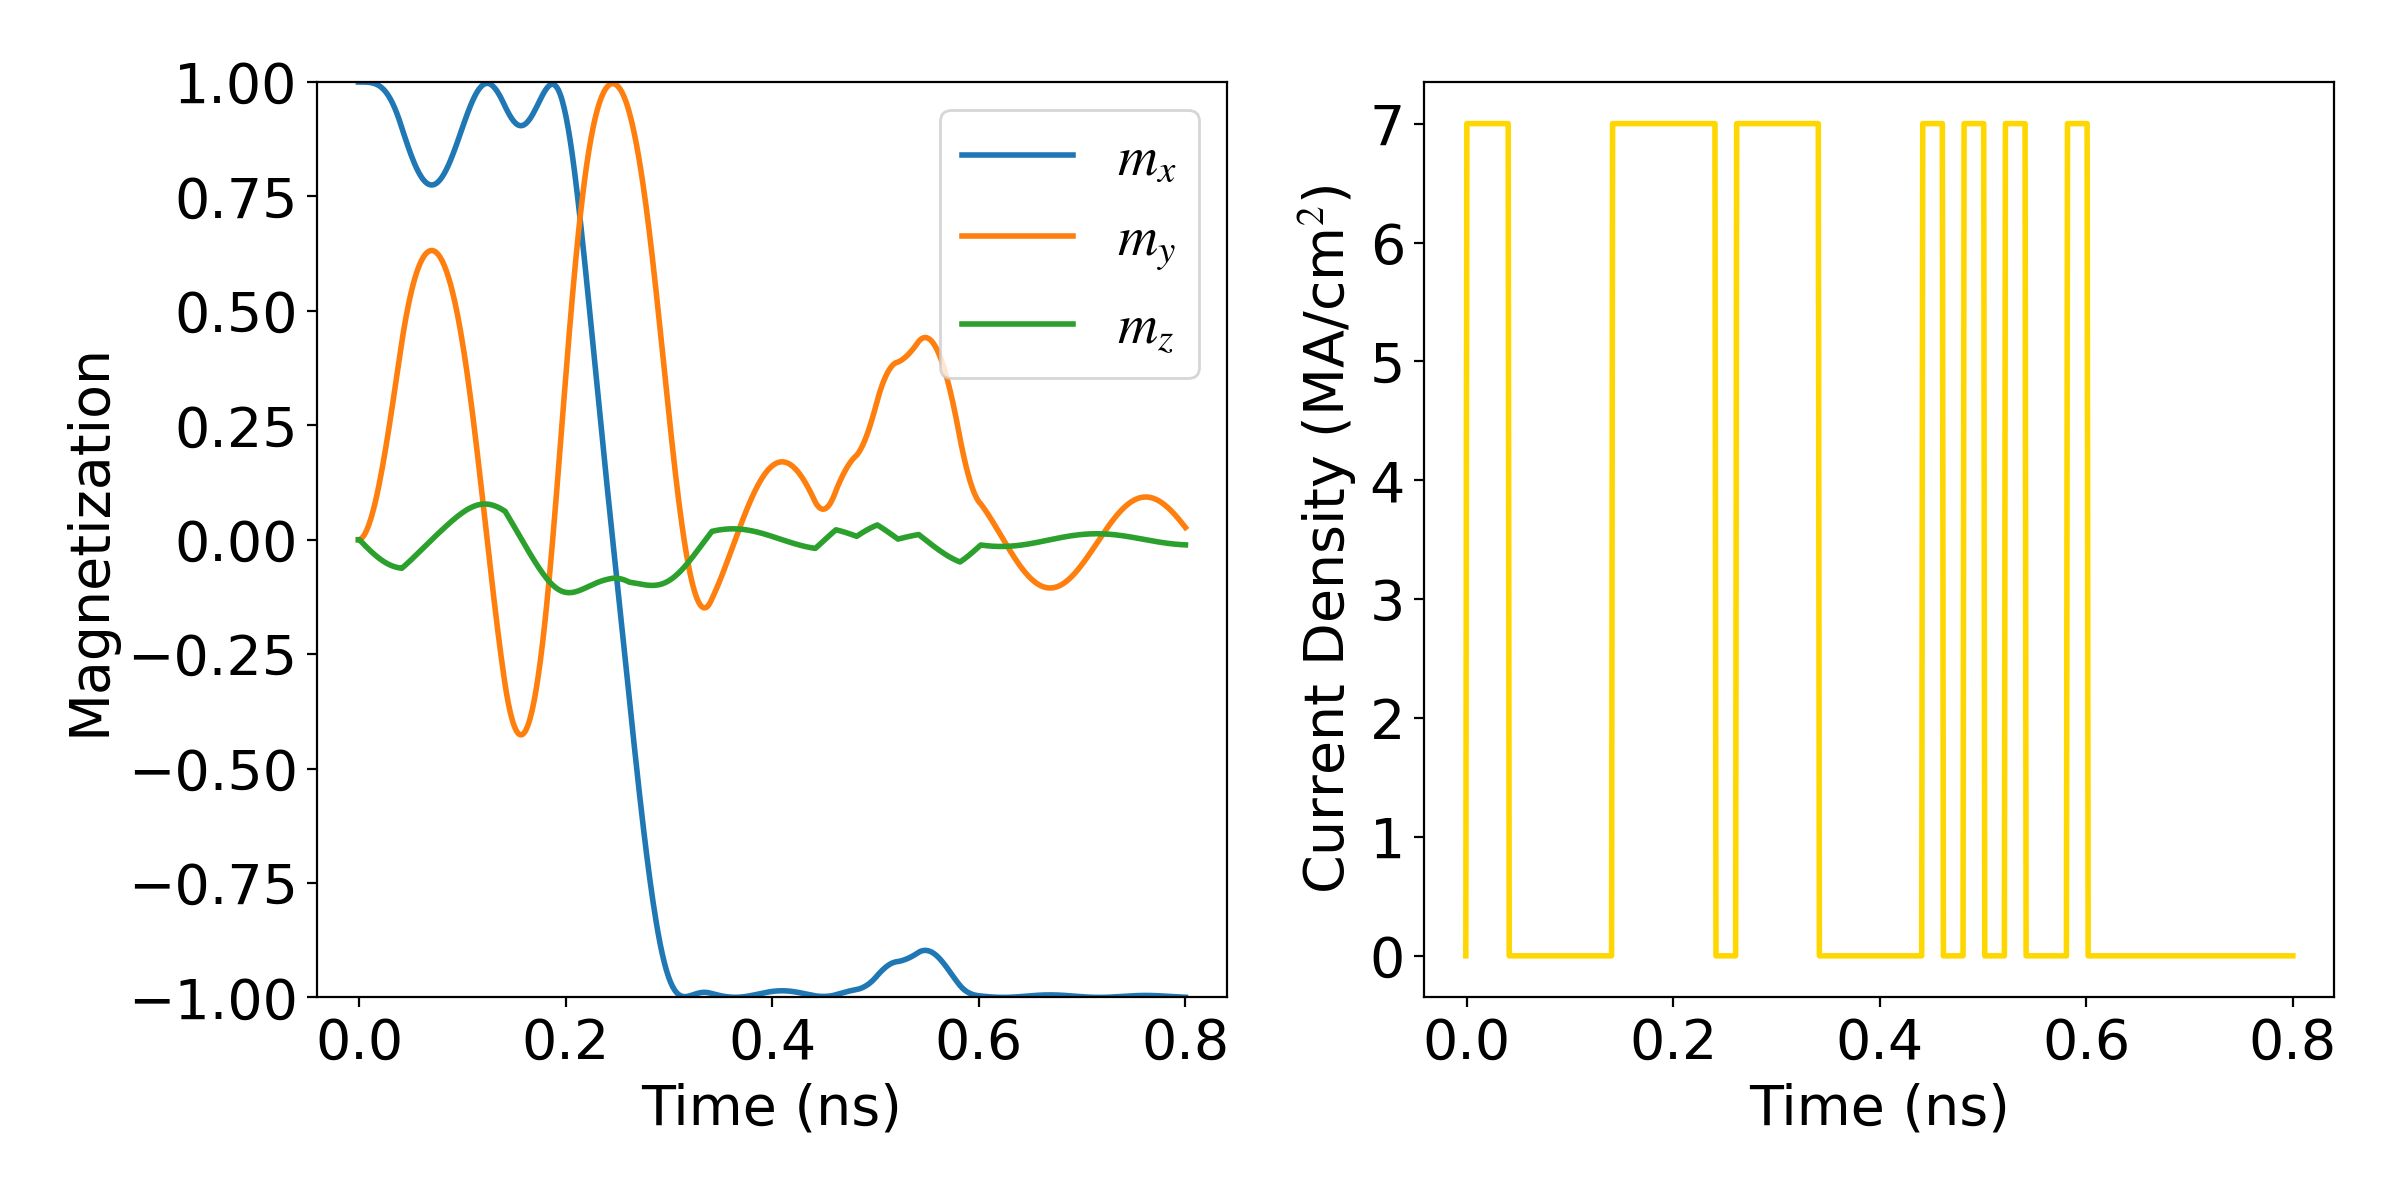 Magnetization
1.00
0.75
0.50
0.25
0.00
−0.25
−0.50
−0.75
−1.00
0.0 0.2 0.4 0.6 0.8
Time (ns)
mₓ
m_y
m_z
Current Density (MA/cm²)
7
6
5
4
3
2
1
0
0.0 0.2 0.4 0.6 0.8
Time (ns)